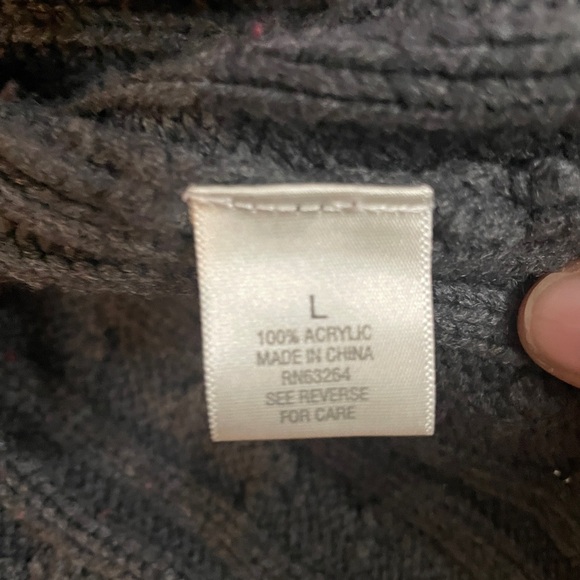 L
100% ACRYLIC
MADE IN CHINA
RN63264
SEE REVERSE
FOR CARE